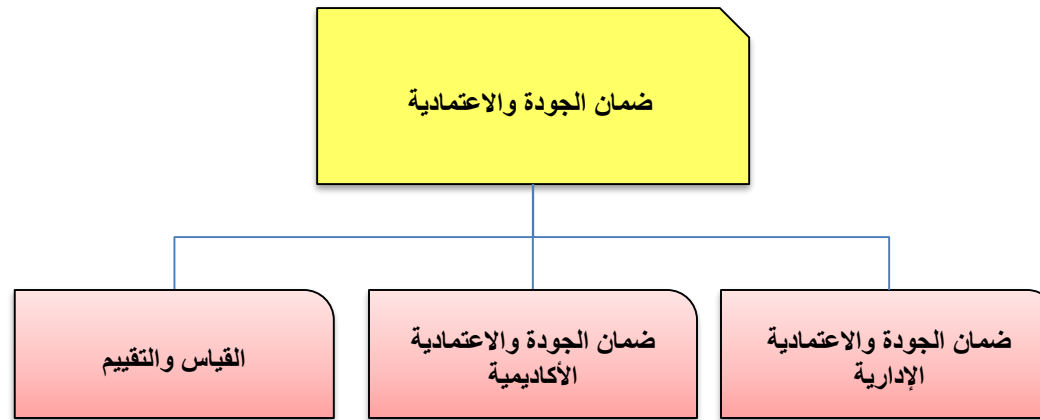 ضمان الجودة والاعتمادية
ضمان الجودة والاعتمادية
الإدارية
ضمان الجودة والاعتمادية
الأكاديمية
القياس والتقييم